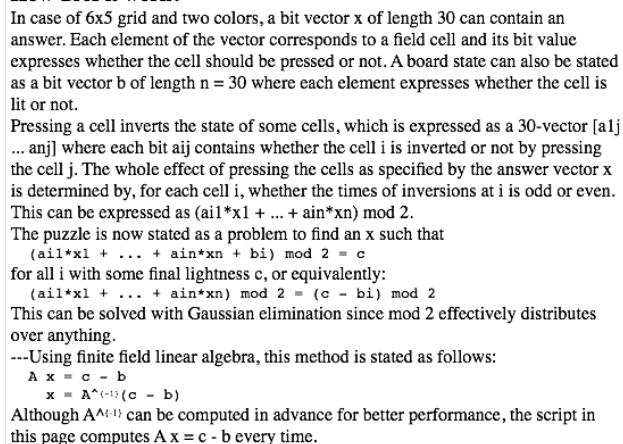 In case of 6x5 grid and two colors, a bit vector x of length 30 can contain an
answer. Each element of the vector corresponds to a field cell and its bit value
expresses whether the cell should be pressed or not. A board state can also be stated
as a bit vector b of length n = 30 where each element expresses whether the cell is
lit or not.
Pressing a cell inverts the state of some cells, which is expressed as a 30-vector [a1j
... anj] where each bit aij contains whether the cell i is inverted or not by pressing
the cell j. The whole effect of pressing the cells as specified by the answer vector x
is determined by, for each cell i, whether the times of inversions at i is odd or even.
This can be expressed as (ai1*x1 + ... + ain*xn) mod 2.
The puzzle is now stated as a problem to find an x such that
(ai1*x1 + ... + ain*xn + bi) mod 2 = c
for all i with some final lightness c, or equivalently:
(ai1*x1 + ... + ain*xn) mod 2 = (c - bi) mod 2
This can be solved with Gaussian elimination since mod 2 effectively distributes
over anything.
---Using finite field linear algebra, this method is stated as follows:
A x = c - b
x = A^{-1}(c - b)
Although A^{-1} can be computed in advance for better performance, the script in
this page computes A x = c - b every time.